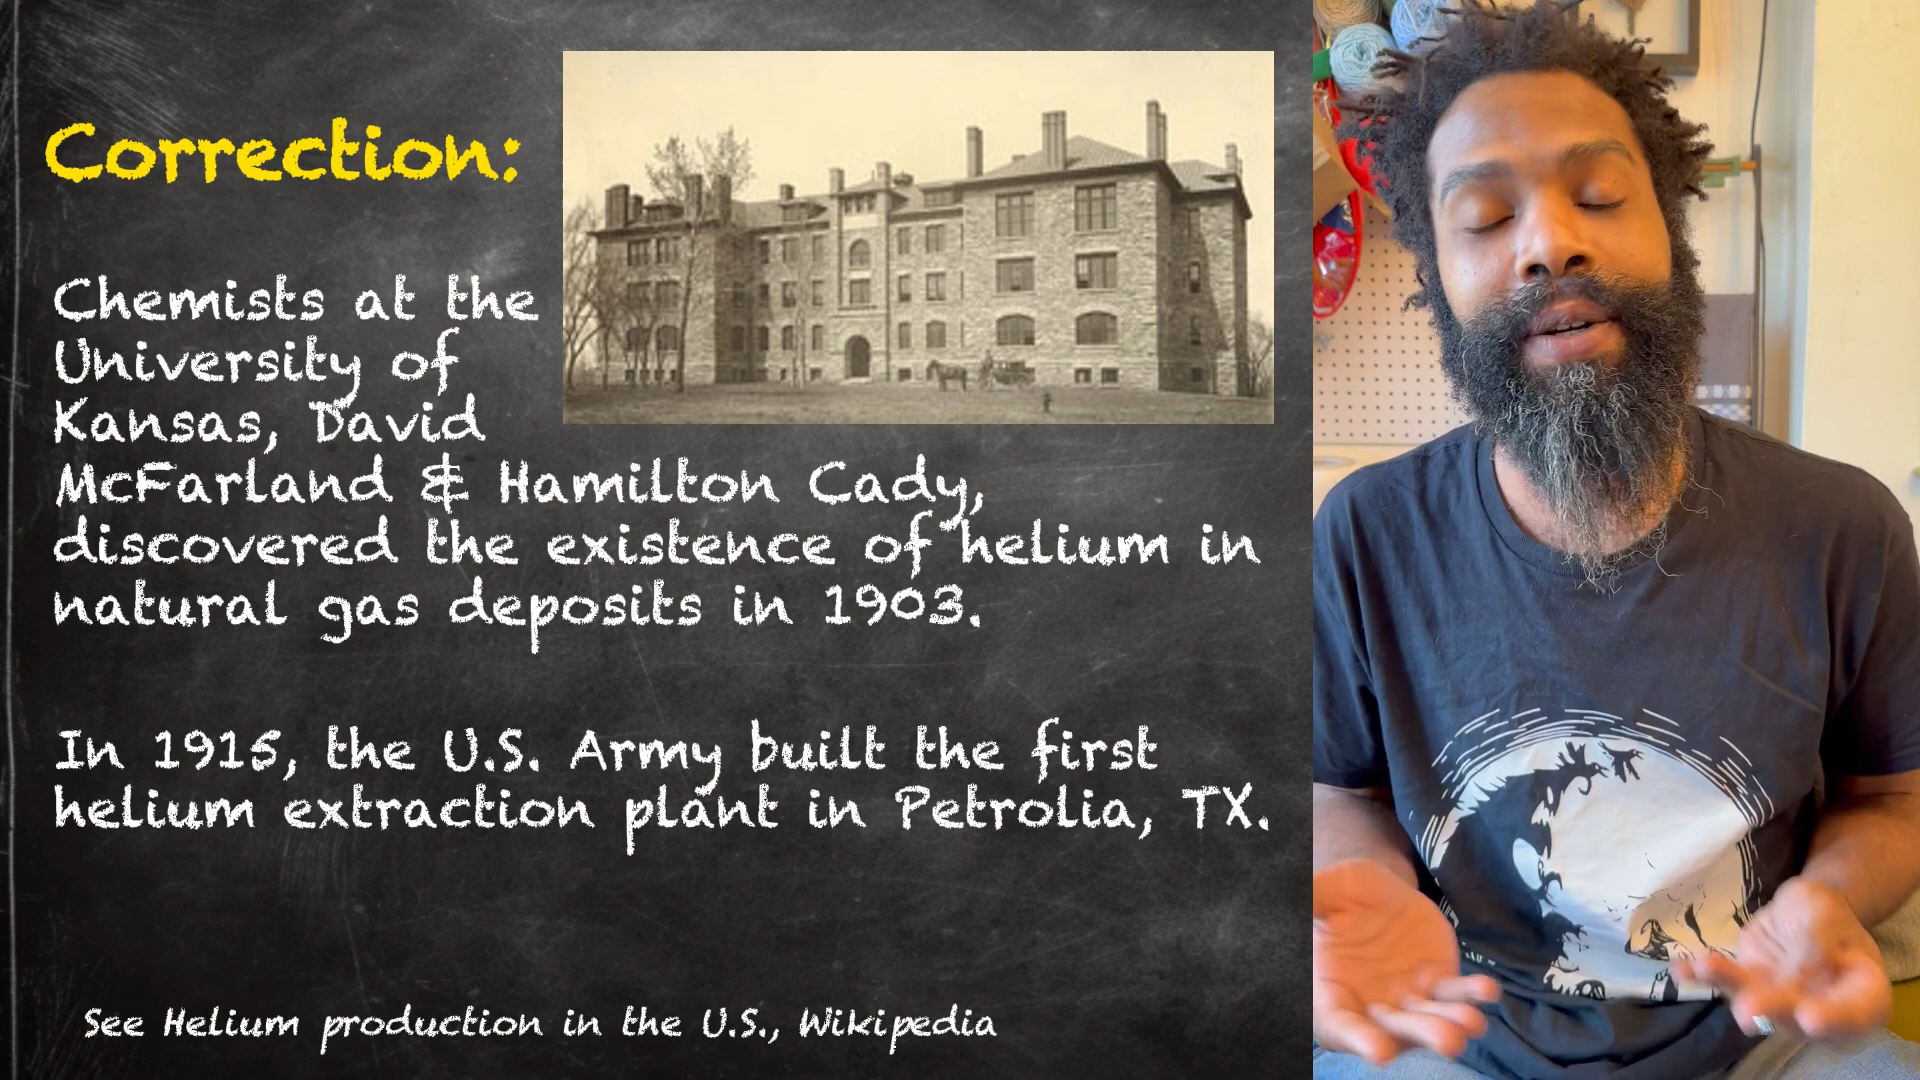 Correction:
Chemists at the
University of
Kansas, David
McFarland & Hamilton Cady,
discovered the existence of helium in
natural gas deposits in 1903.
In 1915, the U.S. Army built the first
helium extraction plant in Petrolia, TX.
See Helium production in the U.S., Wikipedia